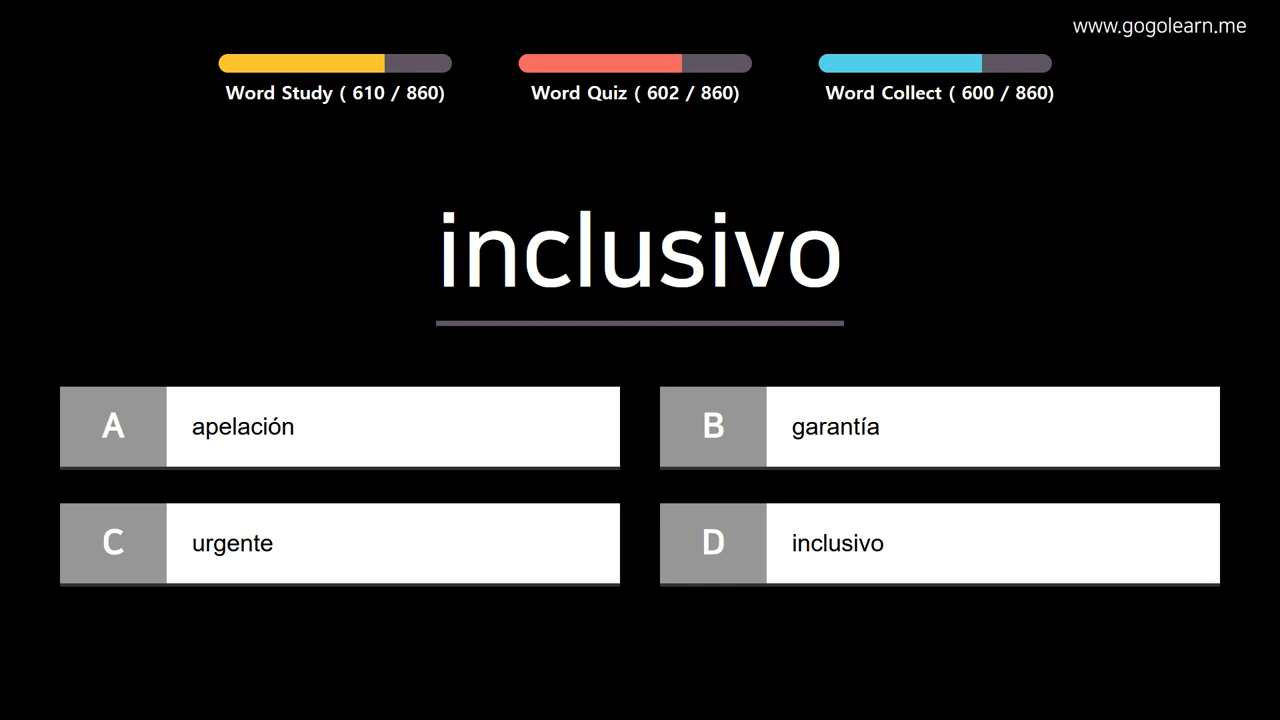 www.gogolearn.me
Word Study ( 610 / 860)
Word Quiz ( 602 / 860)
Word Collect ( 600 / 860)
inclusivo
A apelación
B garantía
C urgente
D inclusivo